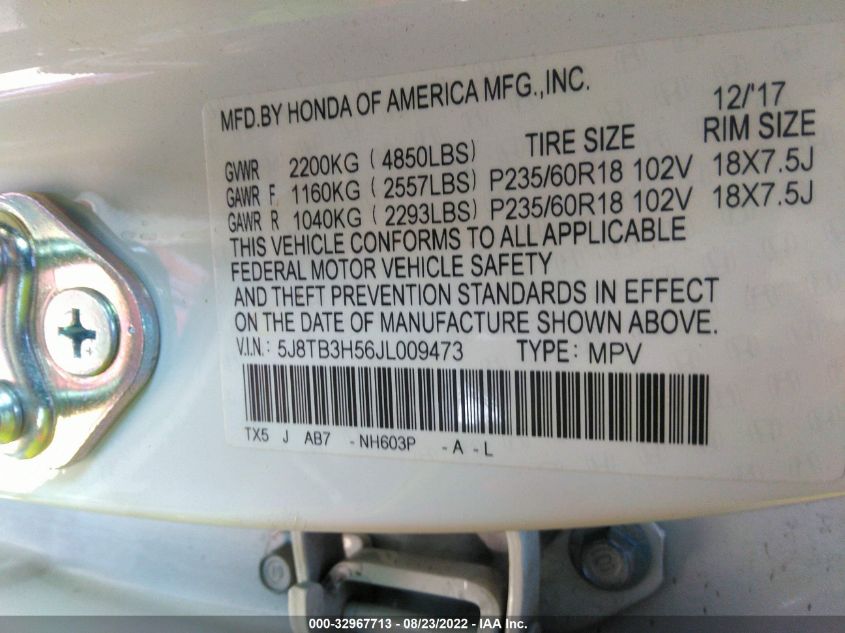 MFD.BY HONDA OF AMERICA MFG.,INC. 12/'17
TIRE SIZE RIM SIZE
GVWR 2200KG (4850LBS)
GAWR F 1160KG (2557LBS) P235/60R18 102V 18X7.5J
GAWR R 1040KG (2293LBS) P235/60R18 102V 18X7.5J
THIS VEHICLE CONFORMS TO ALL APPLICABLE
FEDERAL MOTOR VEHICLE SAFETY
AND THEFT PREVENTION STANDARDS IN EFFECT
ON THE DATE OF MANUFACTURE SHOWN ABOVE.
V.I.N.: 5J8TB3H56JL009473 TYPE: MPV
TX5 J AB7 -NH603P -A -L
000-32967713 - 08/23/2022 - IAA Inc.